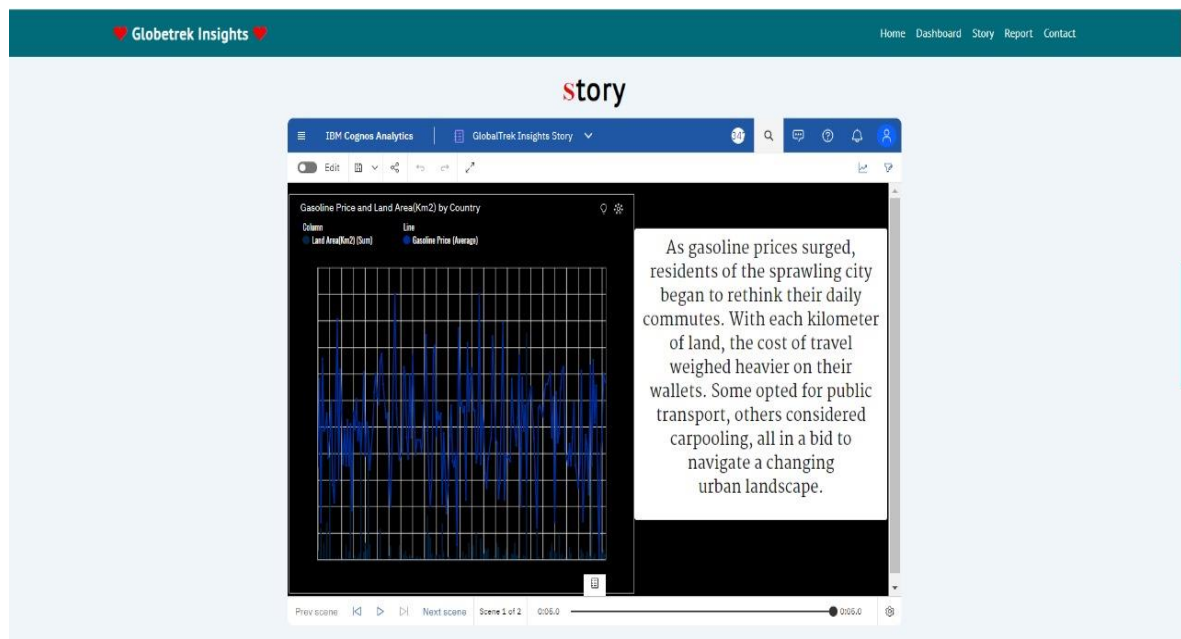 Globetrek Insights
Home Dashboard Story Report Contact
story
IBM Cognos Analytics GlobalTrek Insights Story
Edit
Gasoline Price and Land Area(Km2) by Country
Column
Land Area(Km2) (Sum)
Line
Gasoline Price (Average)
As gasoline prices surged,
residents of the sprawling city
began to rethink their daily
commutes. With each kilometer
of land, the cost of travel
weighed heavier on their
wallets. Some opted for public
transport, others considered
carpooling, all in a bid to
navigate a changing
urban landscape.
Prev scene Next scene Scene 1 of 2 0:05.0 0:05.0